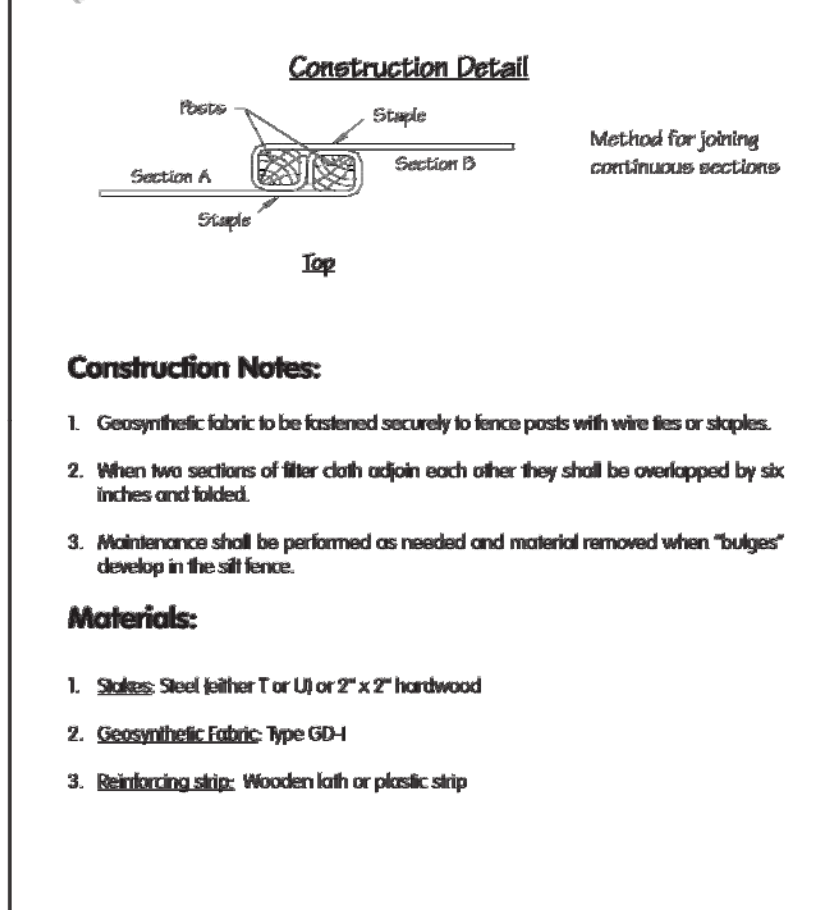 Construction Detail
Posts
Staple
Method for joining
continuous sections
Section A
Section B
Staple
Top
Construction Notes:
1. Geosynthetic fabric to be fastened securely to fence posts with wire ties or staples.
2. When two sections of filter cloth adjoin each other they shall be overlapped by six
inches and folded.
3. Maintenance shall be performed as needed and material removed when "bulges"
develop in the silt fence.
Materials:
1. Stakes: Steel (either T or U) or 2" x 2" hardwood
2. Geosynthetic Fabric: Type GD-I
3. Reinforcing strip: Wooden lath or plastic strip